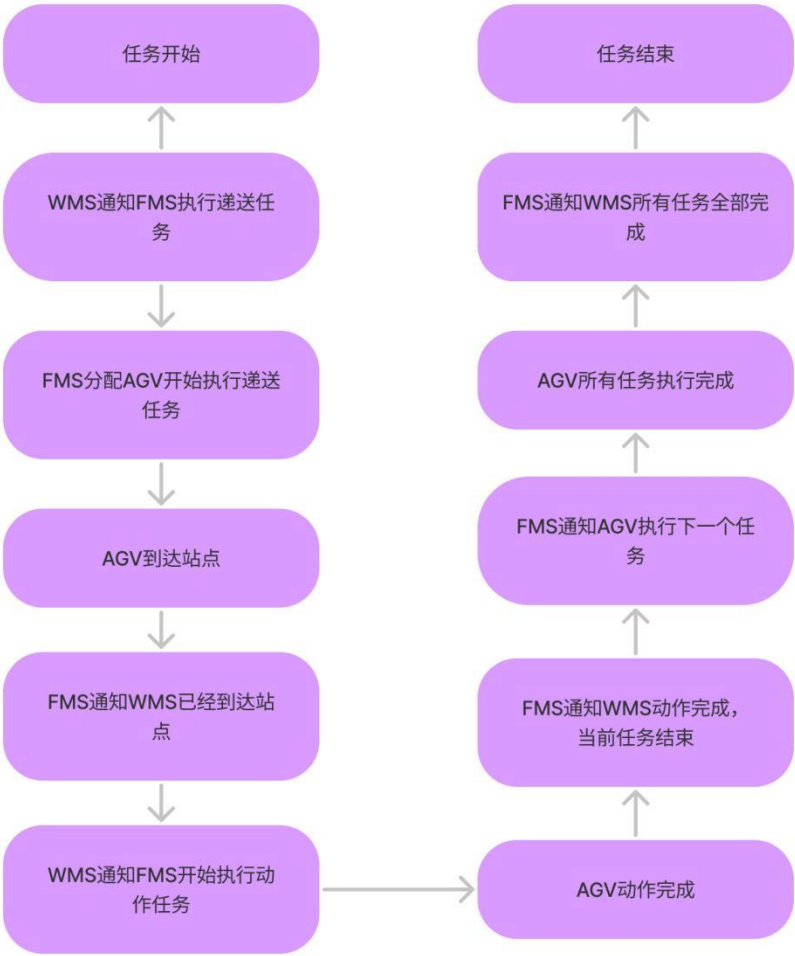 任务开始
WMS通知FMS执行递送任
务
FMS分配AGV开始执行递送
任务
AGV到达站点
FMS通知WMS已经到达站
点
WMS通知FMS开始执行动
作任务
AGV动作完成
FMS通知WMS动作完成，
当前任务结束
FMS通知AGV执行下一个任
务
AGV所有任务执行完成
FMS通知WMS所有任务全部完
成
任务结束